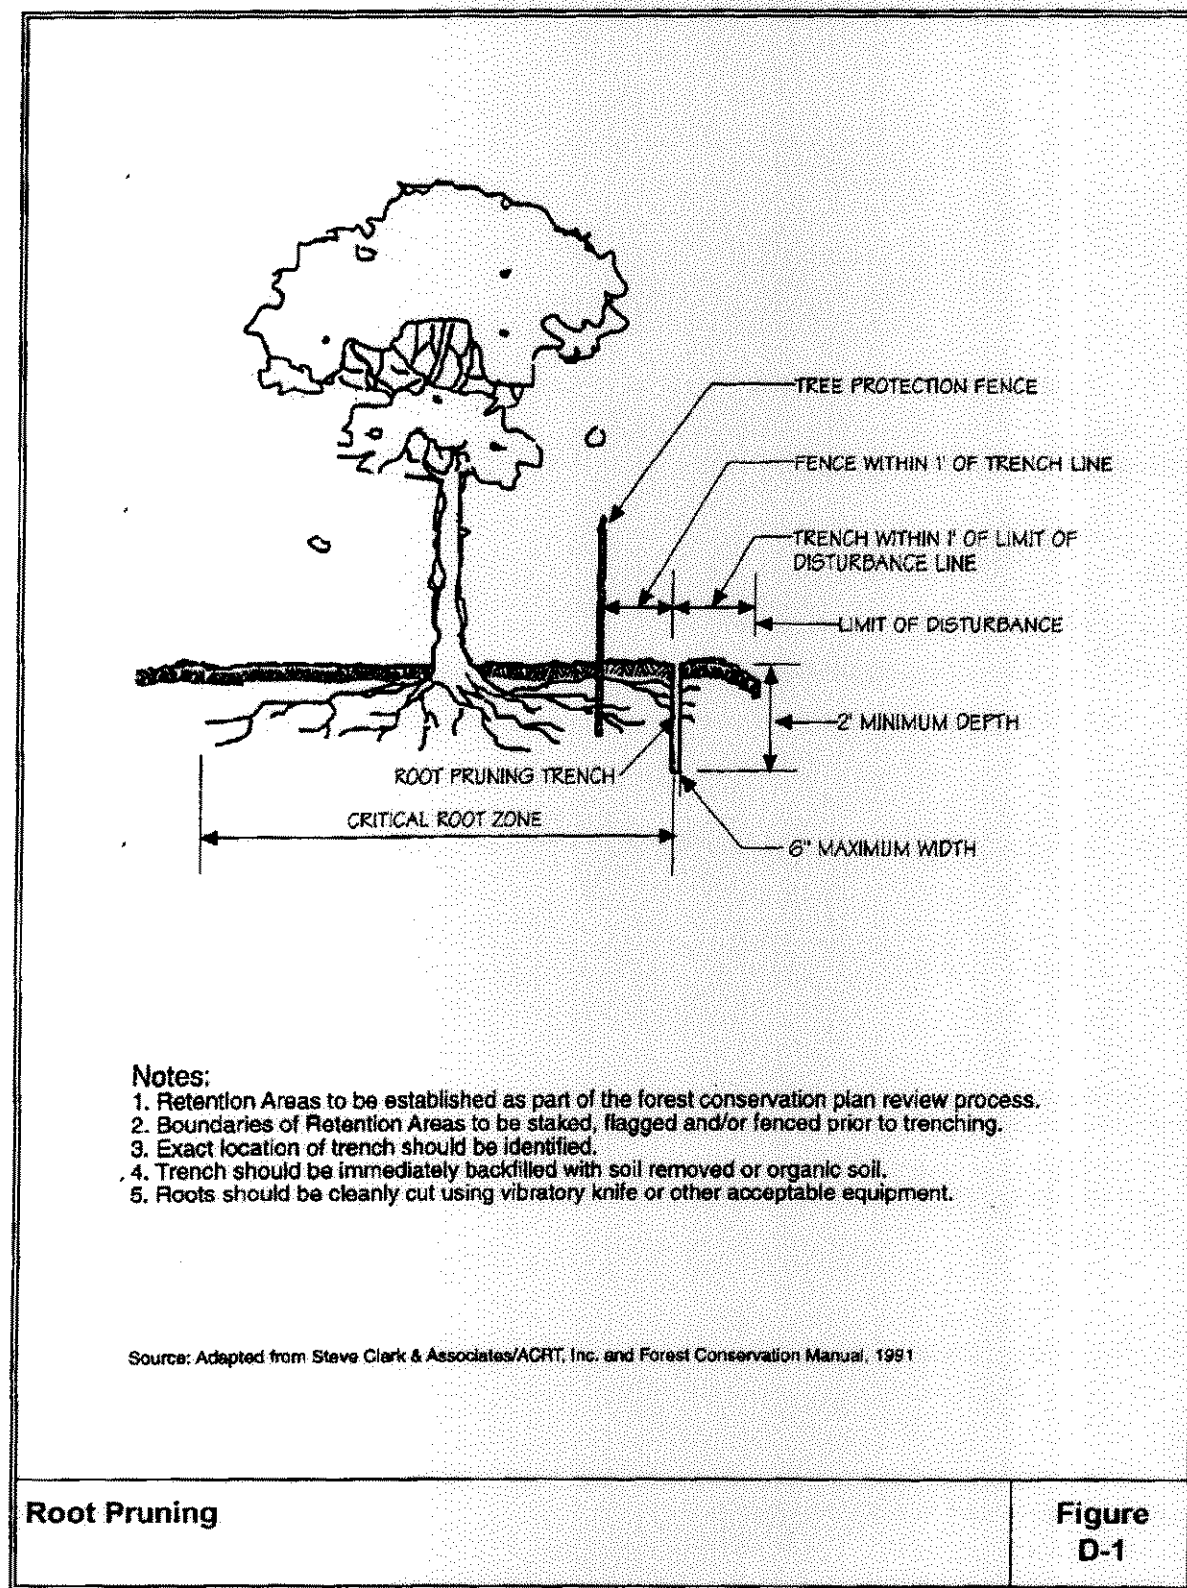 TREE PROTECTION FENCE
FENCE WITHIN 1' OF TRENCH LINE
TRENCH WITHIN 1' OF LIMIT OF
DISTURBANCE LINE
LIMIT OF DISTURBANCE
2' MINIMUM DEPTH
ROOT PRUNING TRENCH
CRITICAL ROOT ZONE
6" MAXIMUM WIDTH
Notes:
1. Retention Areas to be established as part of the forest conservation plan review process.
2. Boundaries of Retention Areas to be staked, flagged and/or fenced prior to trenching.
3. Exact location of trench should be identified.
4. Trench should be immediately backfilled with soil removed or organic soil.
5. Roots should be cleanly cut using vibratory knife or other acceptable equipment.
Source: Adapted from Steve Clark & Associates/ACRT, Inc. and Forest Conservation Manual, 1991
Root Pruning
Figure
D-1